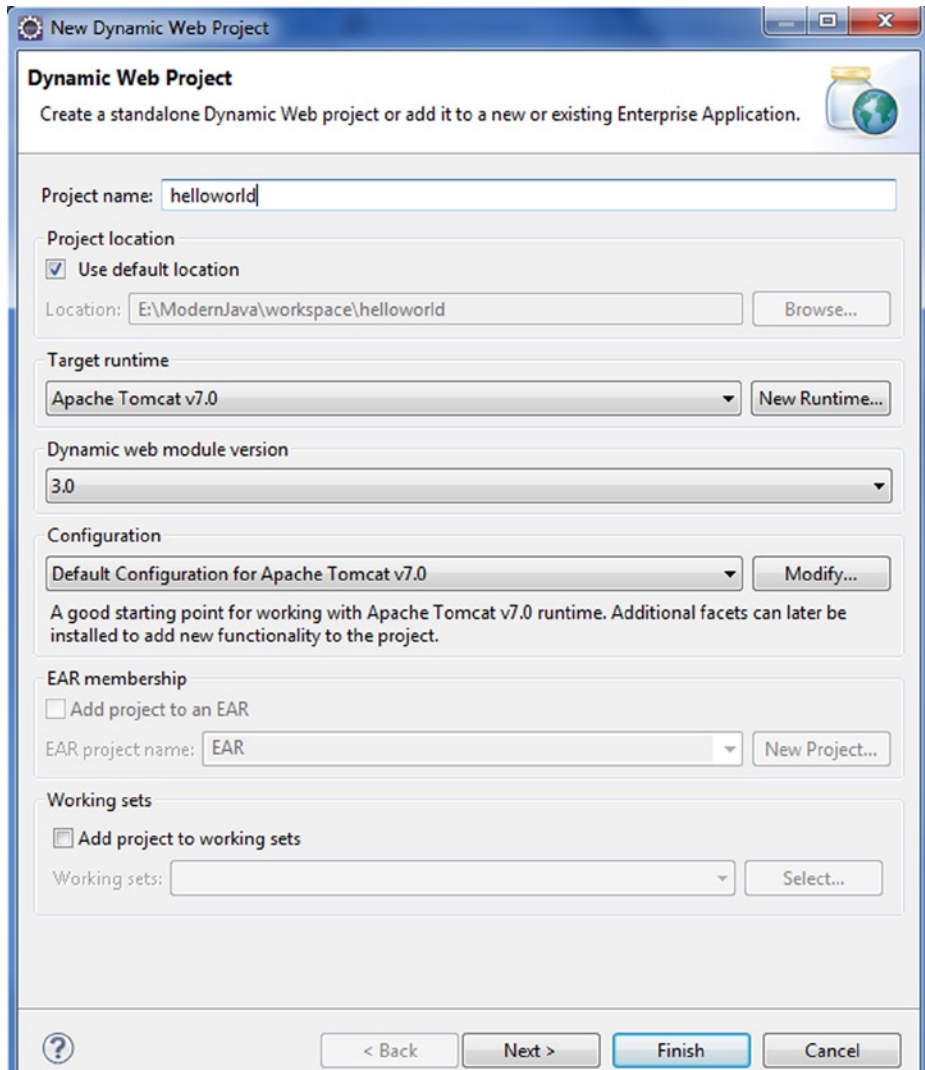 New Dynamic Web Project
Dynamic Web Project
Create a standalone Dynamic Web project or add it to a new or existing Enterprise Application.
Project name: helloworld
Project location
Use default location
Location: E:\ModernJava\workspace\helloworld Browse...
Target runtime
Apache Tomcat v7.0 New Runtime...
Dynamic web module version
3.0
Configuration
Default Configuration for Apache Tomcat v7.0 Modify...
A good starting point for working with Apache Tomcat v7.0 runtime. Additional facets can later be
installed to add new functionality to the project.
EAR membership
Add project to an EAR
EAR project name: EAR New Project...
Working sets
Add project to working sets
Working sets: Select...
? < Back Next > Finish Cancel